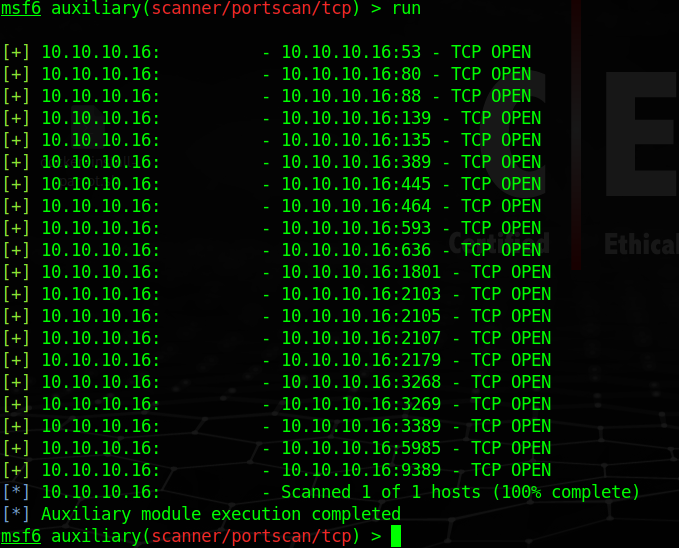 msf6 auxiliary(scanner/portscan/tcp) > run
[+] 10.10.10.16:          - 10.10.10.16:53 - TCP OPEN
[+] 10.10.10.16:          - 10.10.10.16:80 - TCP OPEN
[+] 10.10.10.16:          - 10.10.10.16:88 - TCP OPEN
[+] 10.10.10.16:          - 10.10.10.16:139 - TCP OPEN
[+] 10.10.10.16:          - 10.10.10.16:135 - TCP OPEN
[+] 10.10.10.16:          - 10.10.10.16:389 - TCP OPEN
[+] 10.10.10.16:          - 10.10.10.16:445 - TCP OPEN
[+] 10.10.10.16:          - 10.10.10.16:464 - TCP OPEN
[+] 10.10.10.16:          - 10.10.10.16:593 - TCP OPEN
[+] 10.10.10.16:          - 10.10.10.16:636 - TCP OPEN
[+] 10.10.10.16:          - 10.10.10.16:1801 - TCP OPEN
[+] 10.10.10.16:          - 10.10.10.16:2103 - TCP OPEN
[+] 10.10.10.16:          - 10.10.10.16:2105 - TCP OPEN
[+] 10.10.10.16:          - 10.10.10.16:2107 - TCP OPEN
[+] 10.10.10.16:          - 10.10.10.16:2179 - TCP OPEN
[+] 10.10.10.16:          - 10.10.10.16:3268 - TCP OPEN
[+] 10.10.10.16:          - 10.10.10.16:3269 - TCP OPEN
[+] 10.10.10.16:          - 10.10.10.16:3389 - TCP OPEN
[+] 10.10.10.16:          - 10.10.10.16:5985 - TCP OPEN
[+] 10.10.10.16:          - 10.10.10.16:9389 - TCP OPEN
[*] 10.10.10.16:          - Scanned 1 of 1 hosts (100% complete)
[*] Auxiliary module execution completed
msf6 auxiliary(scanner/portscan/tcp) >
C E
Certified Ethical